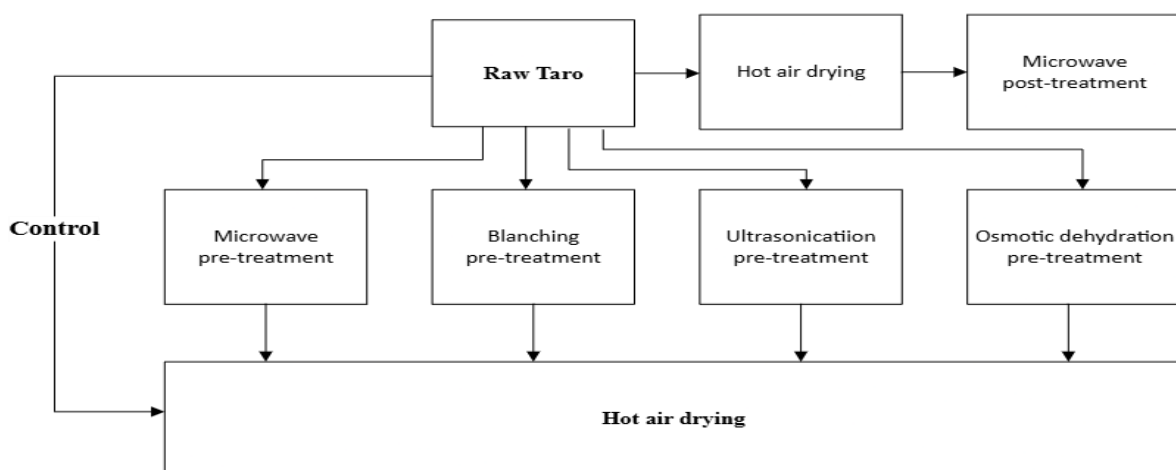 Raw Taro
Hot air drying
Microwave
post-treatment
Control
Microwave
pre-treatment
Blanching
pre-treatment
Ultrasonicatiion
pre-treatment
Osmotic dehydration
pre-treatment
Hot air drying